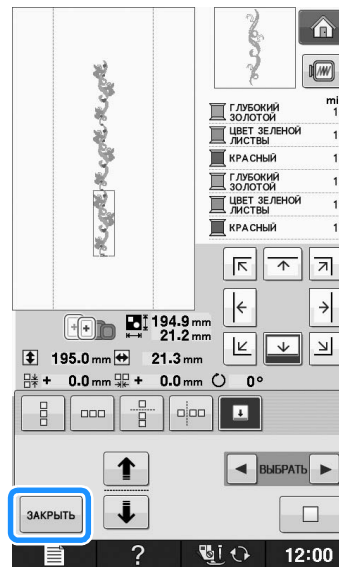 min
ГЛУБОКИЙ ЗОЛОТОЙ 1
ЦВЕТ ЗЕЛЕНОЙ ЛИСТВЫ 1
КРАСНЫЙ 1
ГЛУБОКИЙ ЗОЛОТОЙ 1
ЦВЕТ ЗЕЛЕНОЙ ЛИСТВЫ 1
КРАСНЫЙ 1
194.9 mm
21.2 mm
195.0 mm 21.3 mm
+ 0.0 mm + 0.0 mm 0°
ВЫБРАТЬ
ЗАКРЫТЬ
? 12:00